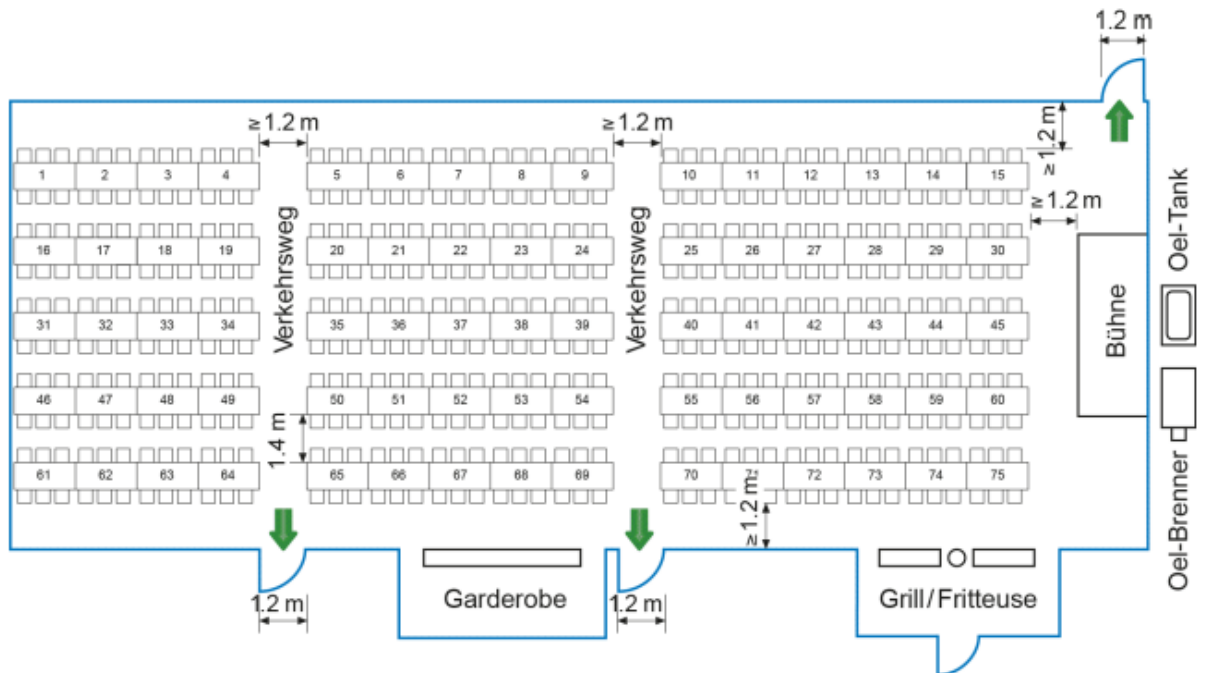 1.2 m
≥ 1.2 m
≥ 1.2 m
≥ 1.2 m
1 2 3 4 5 6 7 8 9 10 11 12 13 14 15
≥ 1.2 m
Verkehrsweg
Verkehrsweg
Oel-Tank
16 17 18 19 20 21 22 23 24 25 26 27 28 29 30
31 32 33 34 35 36 37 38 39 40 41 42 43 44 45
Bühne
46 47 48 49 50 51 52 53 54 55 56 57 58 59 60
1.4 m
61 62 63 64 65 66 67 68 69 70 71 72 73 74 75
≥ 1.2 m
Oel-Brenner
1.2 m
Garderobe
1.2 m
Grill/Fritteuse